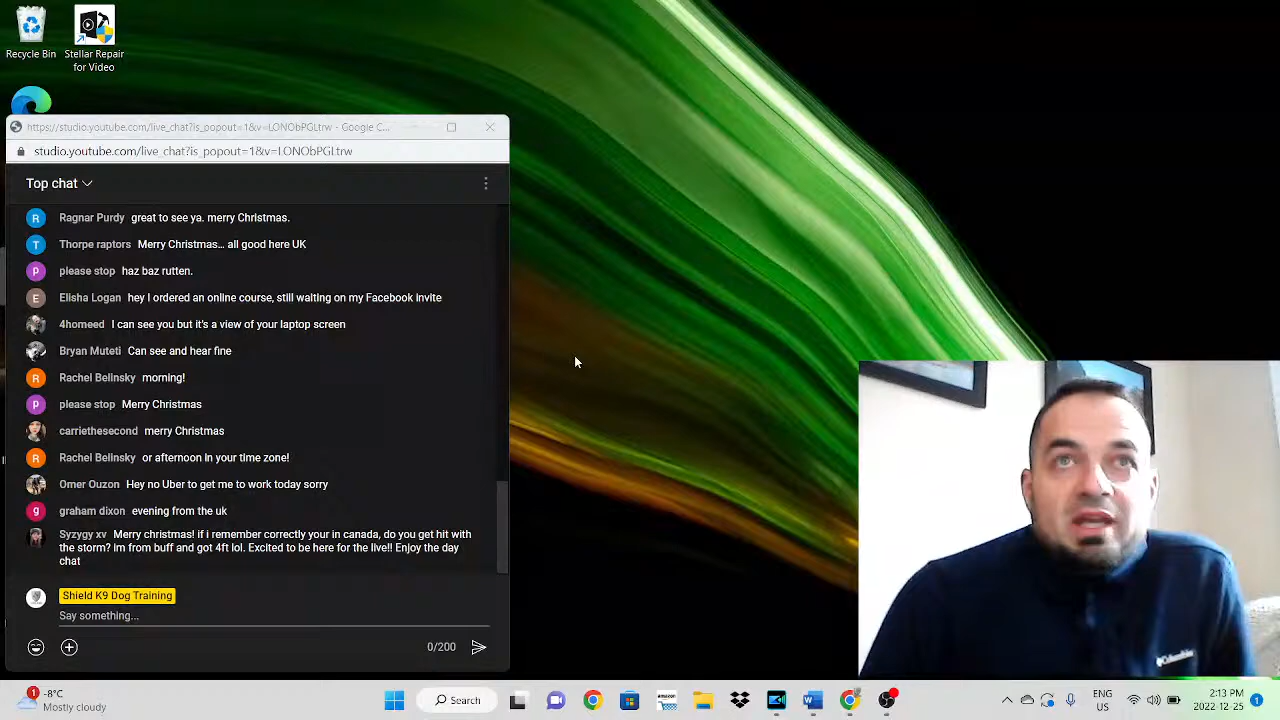 Recycle Bin
Stellar Repair
for Video
https://studio.youtube.com/live_chat?is_popout=1&v=LONObPGLtrw - Google C...
studio.youtube.com/live_chat?is_popout=1&v=LONObPGLtrw
Top chat
R Ragnar Purdy great to see ya. merry Christmas.
T Thorpe raptors Merry Christmas... all good here UK
p please stop haz baz rutten.
E Elisha Logan hey I ordered an online course, still waiting on my Facebook invite
4homeed I can see you but it's a view of your laptop screen
Bryan Muteti Can see and hear fine
R Rachel Belinsky morning!
p please stop Merry Christmas
carriethesecond merry Christmas
R Rachel Belinsky or afternoon in your time zone!
Omer Ouzon Hey no Uber to get me to work today sorry
g graham dixon evening from the uk
Syzygy xv Merry christmas! if i remember correctly your in canada, do you get hit with
the storm? Im from buff and got 4ft lol. Excited to be here for the live!! Enjoy the day
chat
Shield K9 Dog Training
Say something...
0/200
Columbia
1
-8°C
Mostly cloudy
Search
amazon
W
ENG
US
2:13 PM
2022-12-25
1